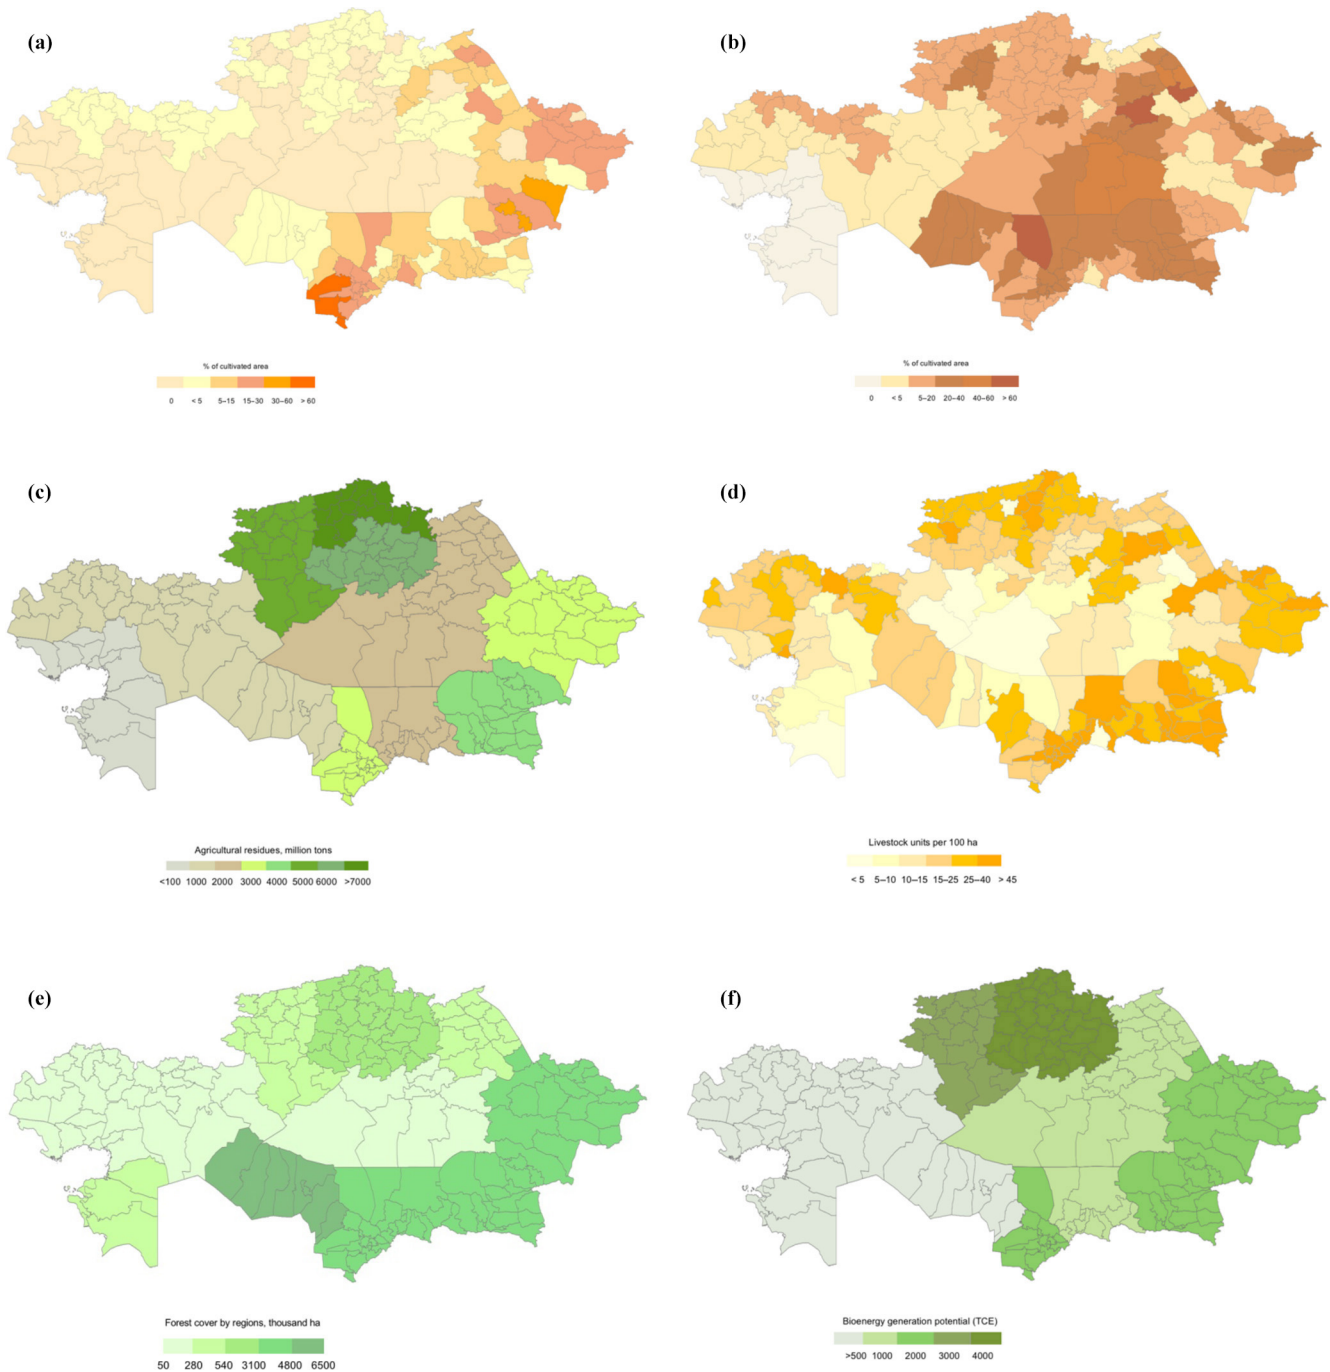 (a)
(b)
% of cultivated area
0 < 5 5–15 15–30 30–60 > 60
% of cultivated area
0 < 5 5–20 20–40 40–60 > 60
(c)
(d)
Agricultural residues, million tons
<100 1000 2000 3000 4000 5000 6000 >7000
Livestock units per 100 ha
< 5 5–10 10–15 15–25 25–40 > 45
(e)
(f)
Forest cover by regions, thousand ha
50 280 540 3100 4800 6500
Bioenergy generation potential (TCE)
>500 1000 2000 3000 4000